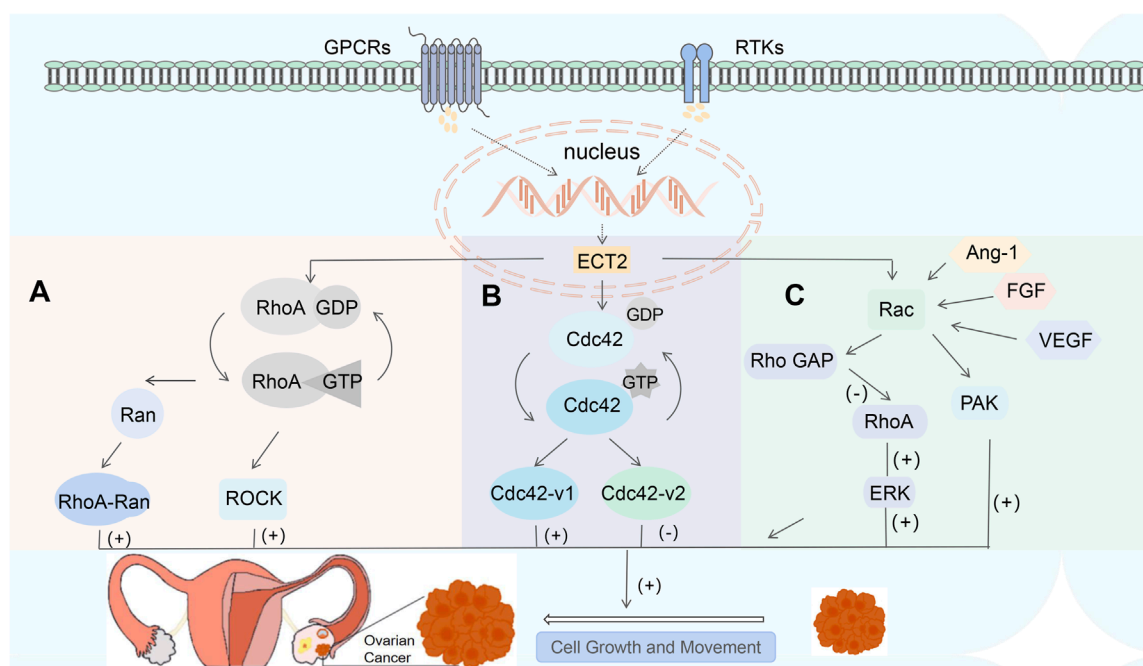 GPCRs
RTKs
nucleus
ECT2
A
RhoA
GDP
RhoA
GTP
Ran
RhoA-Ran
ROCK
(+)
(+)
B
GDP
Cdc42
GTP
Cdc42
Cdc42-v1
Cdc42-v2
(+)
(-)
C
Ang-1
FGF
Rac
VEGF
Rho GAP
(-)
PAK
RhoA
(+)
ERK
(+)
(+)
(+)
Ovarian
Cancer
Cell Growth and Movement